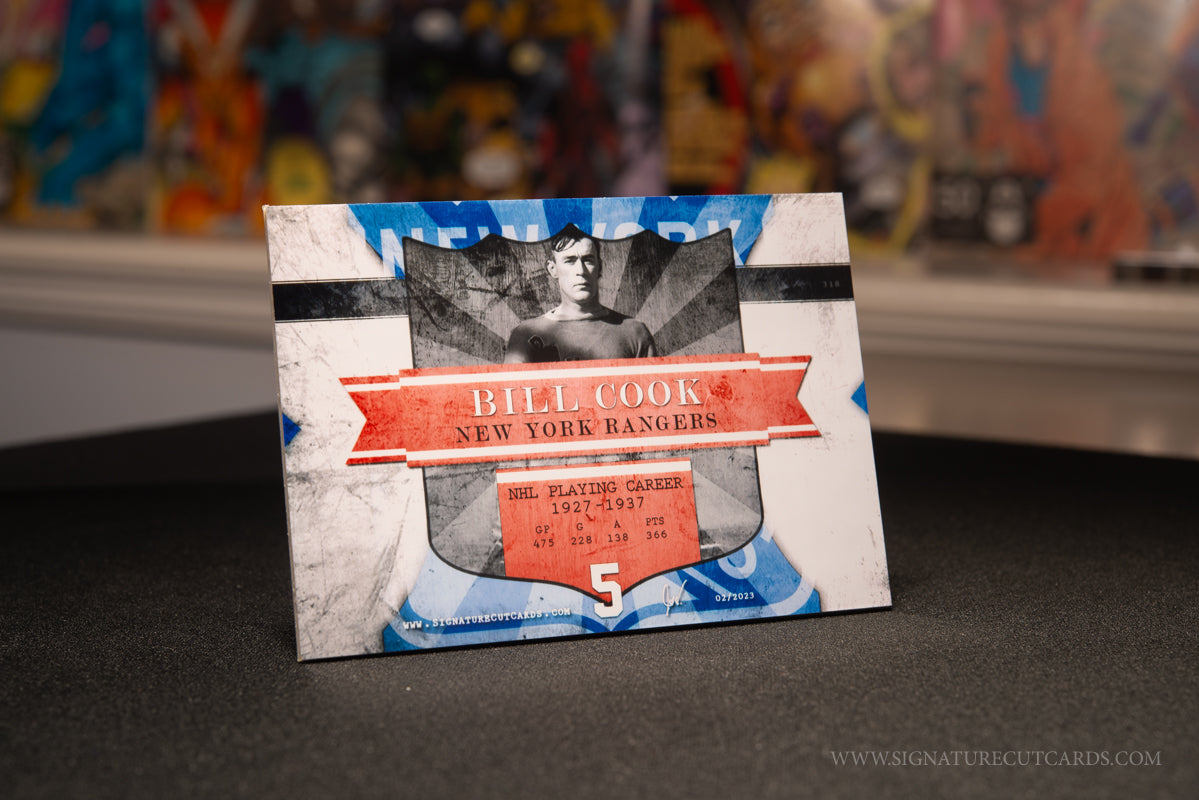 NEW YORK
318
BILL COOK
NEW YORK RANGERS
NHL PLAYING CAREER
1927-1937
GP G A PTS
475 228 138 366
5
WWW.SIGNATURECUTCARDS.COM
02/2023
WWW.SIGNATURECUTCARDS.COM